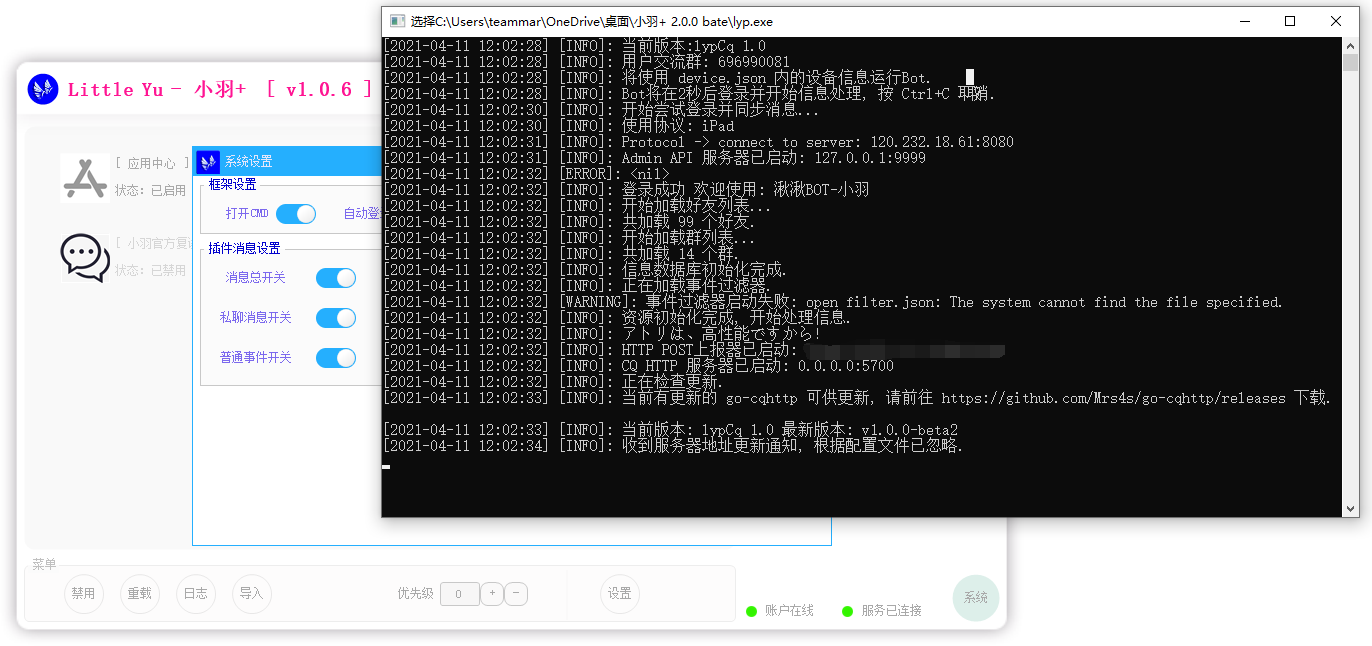 选择C:\Users\teammar\OneDrive\桌面\小羽+ 2.0.0 bate\lyp.exe
[2021-04-11 12:02:28] [INFO]: 当前版本:lypCq 1.0
[2021-04-11 12:02:28] [INFO]: 用户交流群: 696990081
[2021-04-11 12:02:28] [INFO]: 将使用 device.json 内的设备信息运行Bot.
[2021-04-11 12:02:28] [INFO]: Bot将在2秒后登录并开始信息处理, 按 Ctrl+C 取消.
[2021-04-11 12:02:30] [INFO]: 开始尝试登录并同步消息...
[2021-04-11 12:02:30] [INFO]: 使用协议: iPad
[2021-04-11 12:02:31] [INFO]: Protocol -> connect to server: 120.232.18.61:8080
[2021-04-11 12:02:31] [INFO]: Admin API 服务器已启动: 127.0.0.1:9999
[2021-04-11 12:02:32] [ERROR]: <nil>
[2021-04-11 12:02:32] [INFO]: 登录成功 欢迎使用: 湫湫BOT-小羽
[2021-04-11 12:02:32] [INFO]: 开始加载好友列表...
[2021-04-11 12:02:32] [INFO]: 共加载 99 个好友.
[2021-04-11 12:02:32] [INFO]: 开始加载群列表...
[2021-04-11 12:02:32] [INFO]: 共加载 14 个群.
[2021-04-11 12:02:32] [INFO]: 信息数据库初始化完成.
[2021-04-11 12:02:32] [INFO]: 正在加载事件过滤器.
[2021-04-11 12:02:32] [WARNING]: 事件过滤器启动失败: open filter.json: The system cannot find the file specified.
[2021-04-11 12:02:32] [INFO]: 资源初始化完成, 开始处理信息.
[2021-04-11 12:02:32] [INFO]: アトリは、高性能ですから!
[2021-04-11 12:02:32] [INFO]: HTTP POST上报器已启动:
[2021-04-11 12:02:32] [INFO]: CQ HTTP 服务器已启动: 0.0.0.0:5700
[2021-04-11 12:02:32] [INFO]: 正在检查更新.
[2021-04-11 12:02:33] [INFO]: 当前有更新的 go-cqhttp 可供更新, 请前往 https://github.com/Mrs4s/go-cqhttp/releases 下载.
[2021-04-11 12:02:33] [INFO]: 当前版本: lypCq 1.0 最新版本: v1.0.0-beta2
[2021-04-11 12:02:34] [INFO]: 收到服务器地址更新通知, 根据配置文件已忽略.
Little Yu - 小羽+ [ v1.0.6 ]
[ 应用中心 ]
状态: 已启用
[ 小羽官方复
状态: 已禁用
系统设置
框架设置
打开CMD 自动登
插件消息设置
消息总开关
私聊消息开关
普通事件开关
菜单
禁用 重载 日志 导入 优先级 0 + - 设置
账户在线 服务已连接 系统